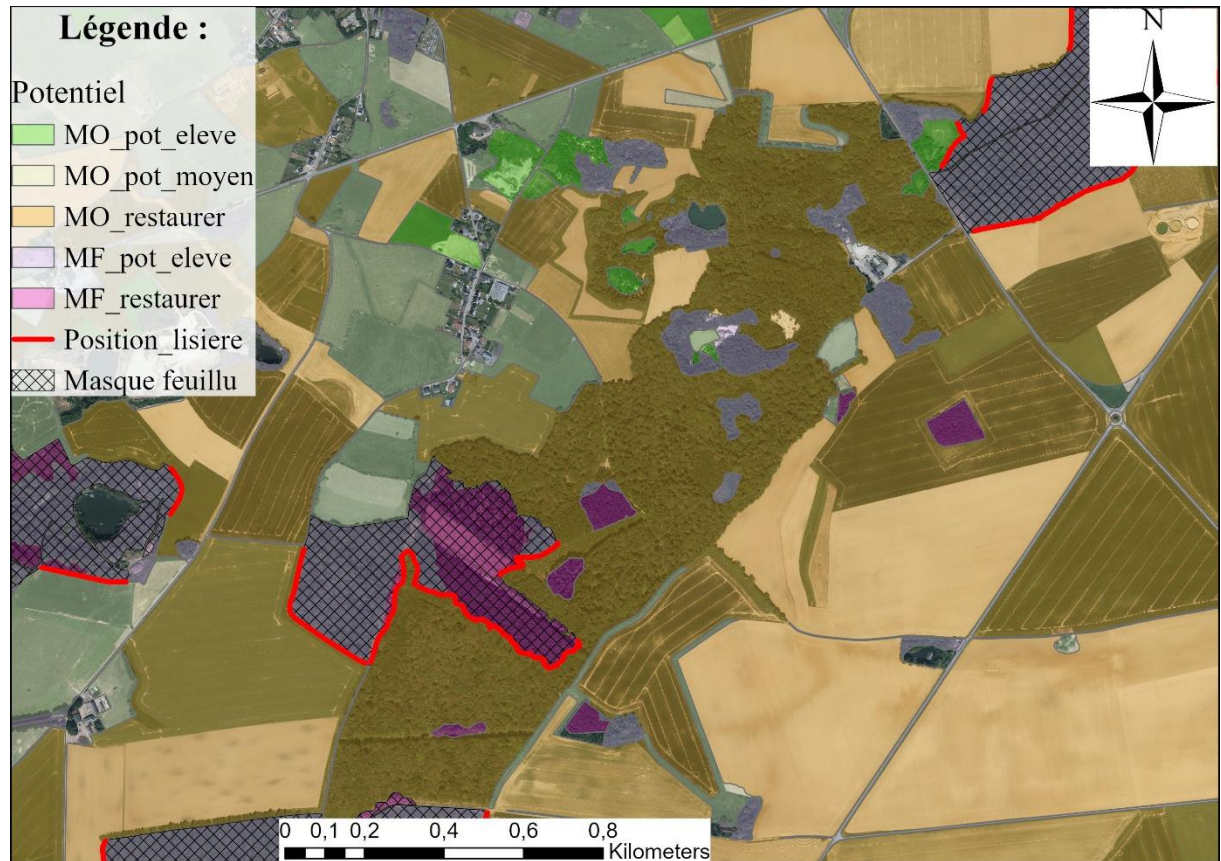 Légende :
Potentiel
MO_pot_eleve
MO_pot_moyen
MO_restaurer
MF_pot_eleve
MF_restaurer
Position_lisiere
Masque feuillu
N
0 0,1 0,2 0,4 0,6 0,8
Kilometers